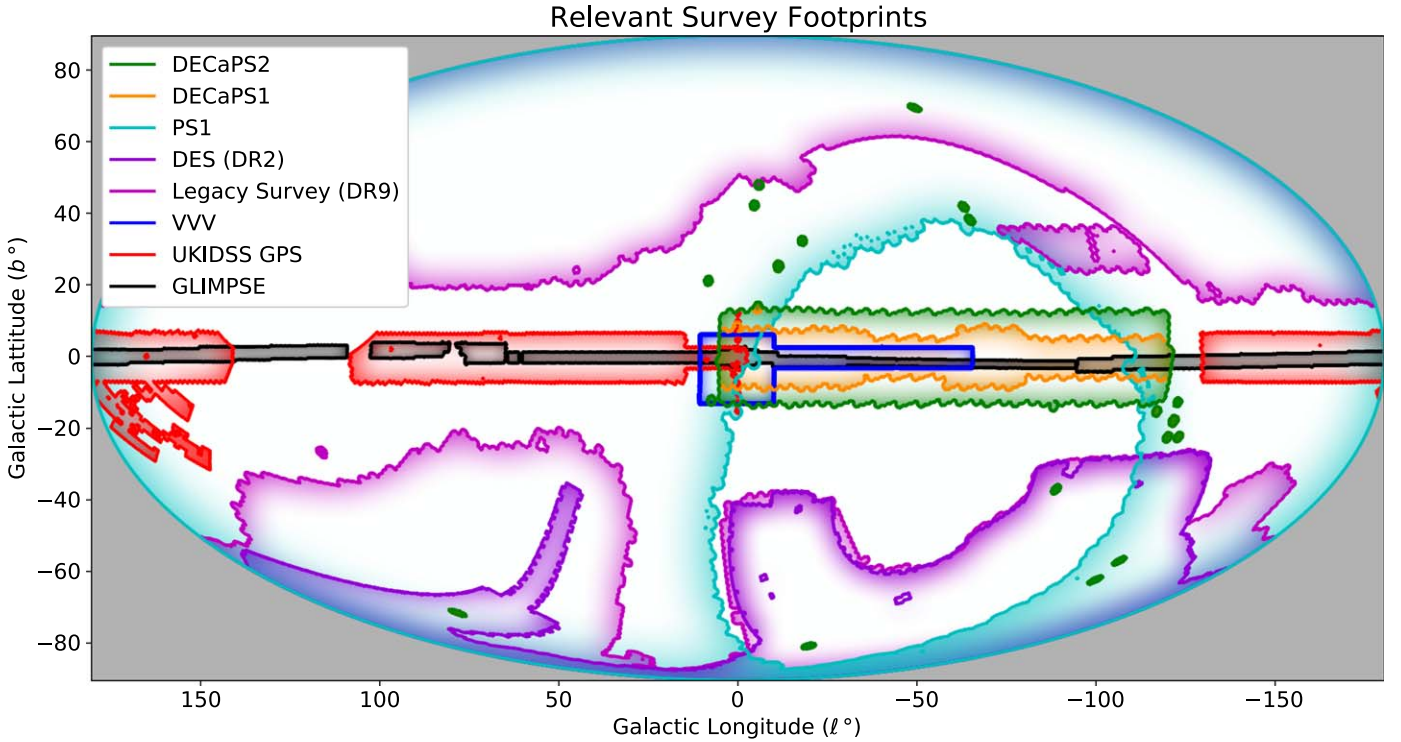 Relevant Survey Footprints
DECaPS2
DECaPS1
PS1
DES (DR2)
Legacy Survey (DR9)
VVV
UKIDSS GPS
GLIMPSE
Galactic Lattitude (b°)
80
60
40
20
0
−20
−40
−60
−80
150 100 50 0 −50 −100 −150
Galactic Longitude (ℓ°)